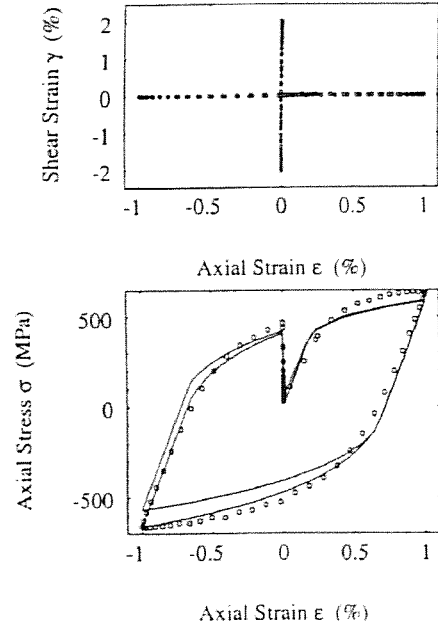 Shear Strain γ (%)
2
1
0
-1
-2
-1 -0.5 0 0.5 1
Axial Strain ε (%)
Axial Stress σ (MPa)
500
0
-500
-1 -0.5 0 0.5 1
Axial Strain ε (%)